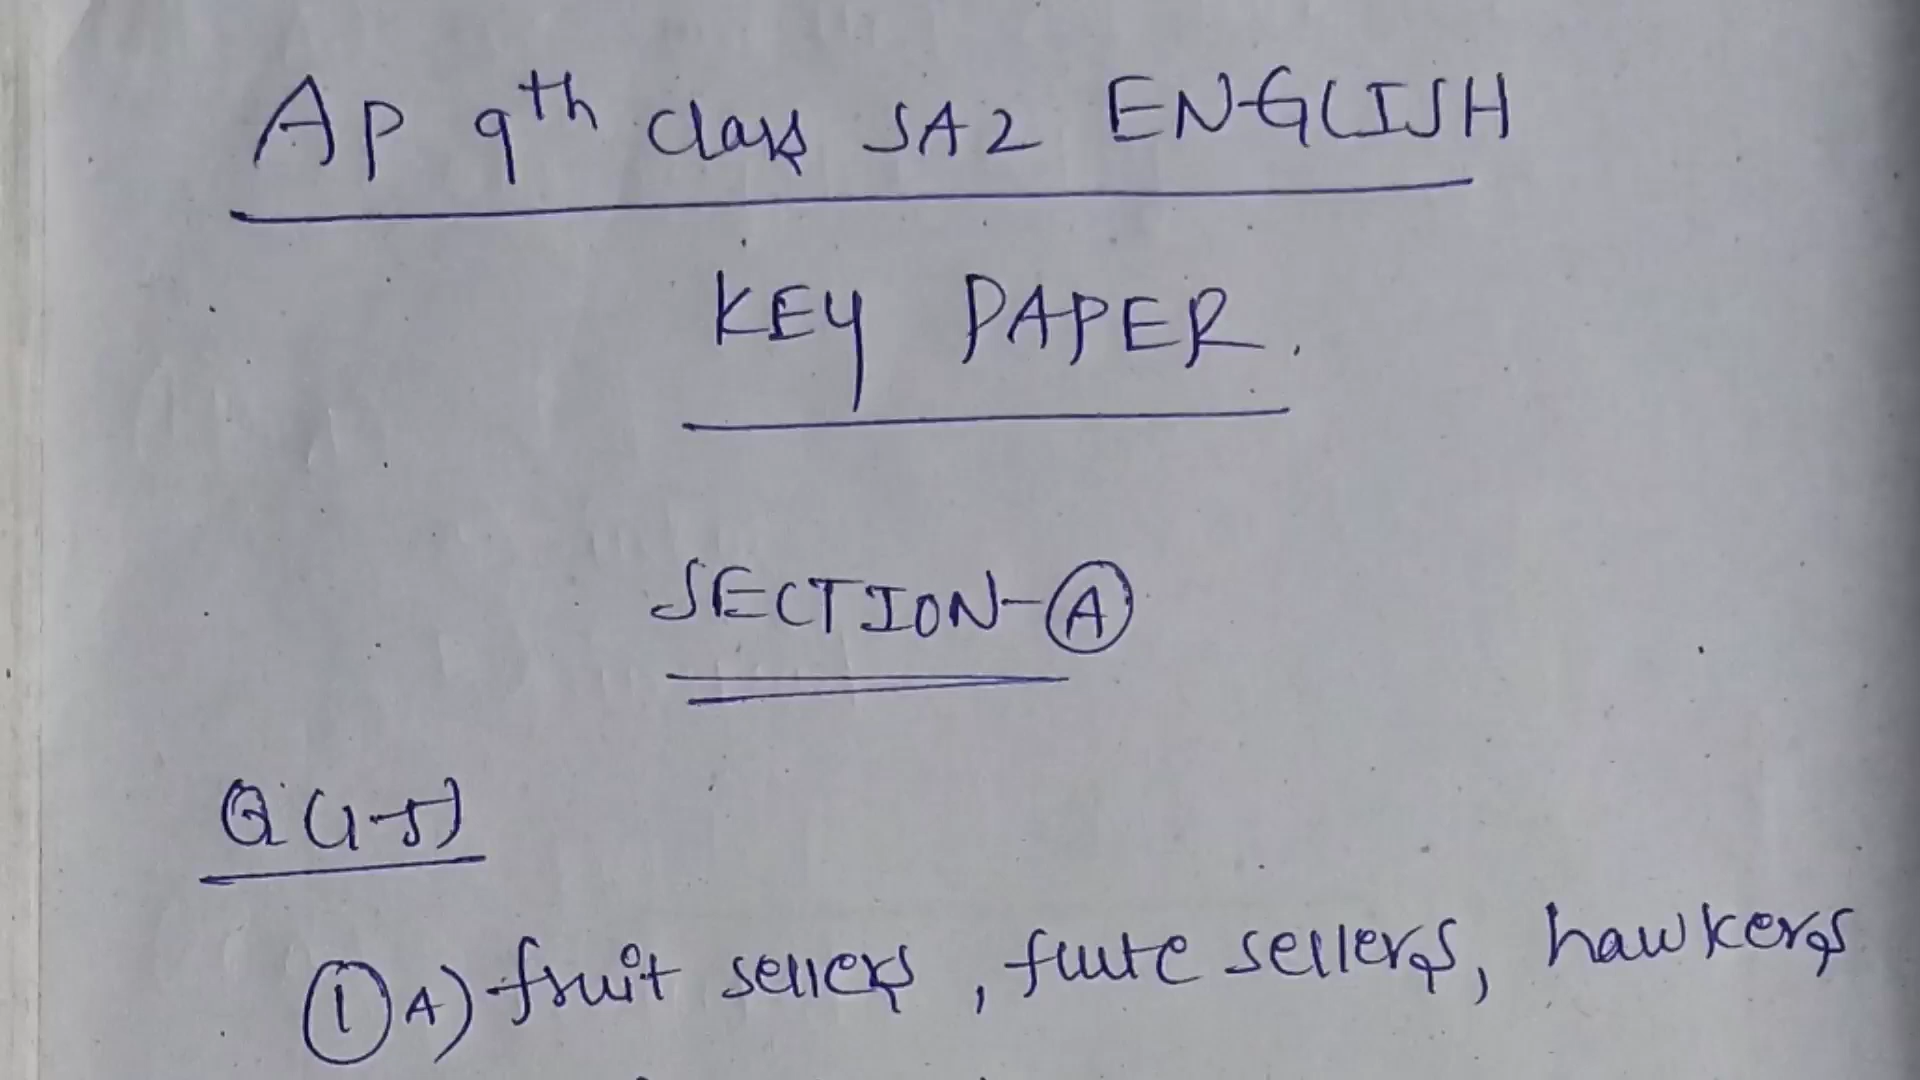 AP 9th class SA2 ENGLISH
KEY PAPER.
SECTION-A
Q(1-5)
1 A) fruit sellers, flute sellers, hawkers